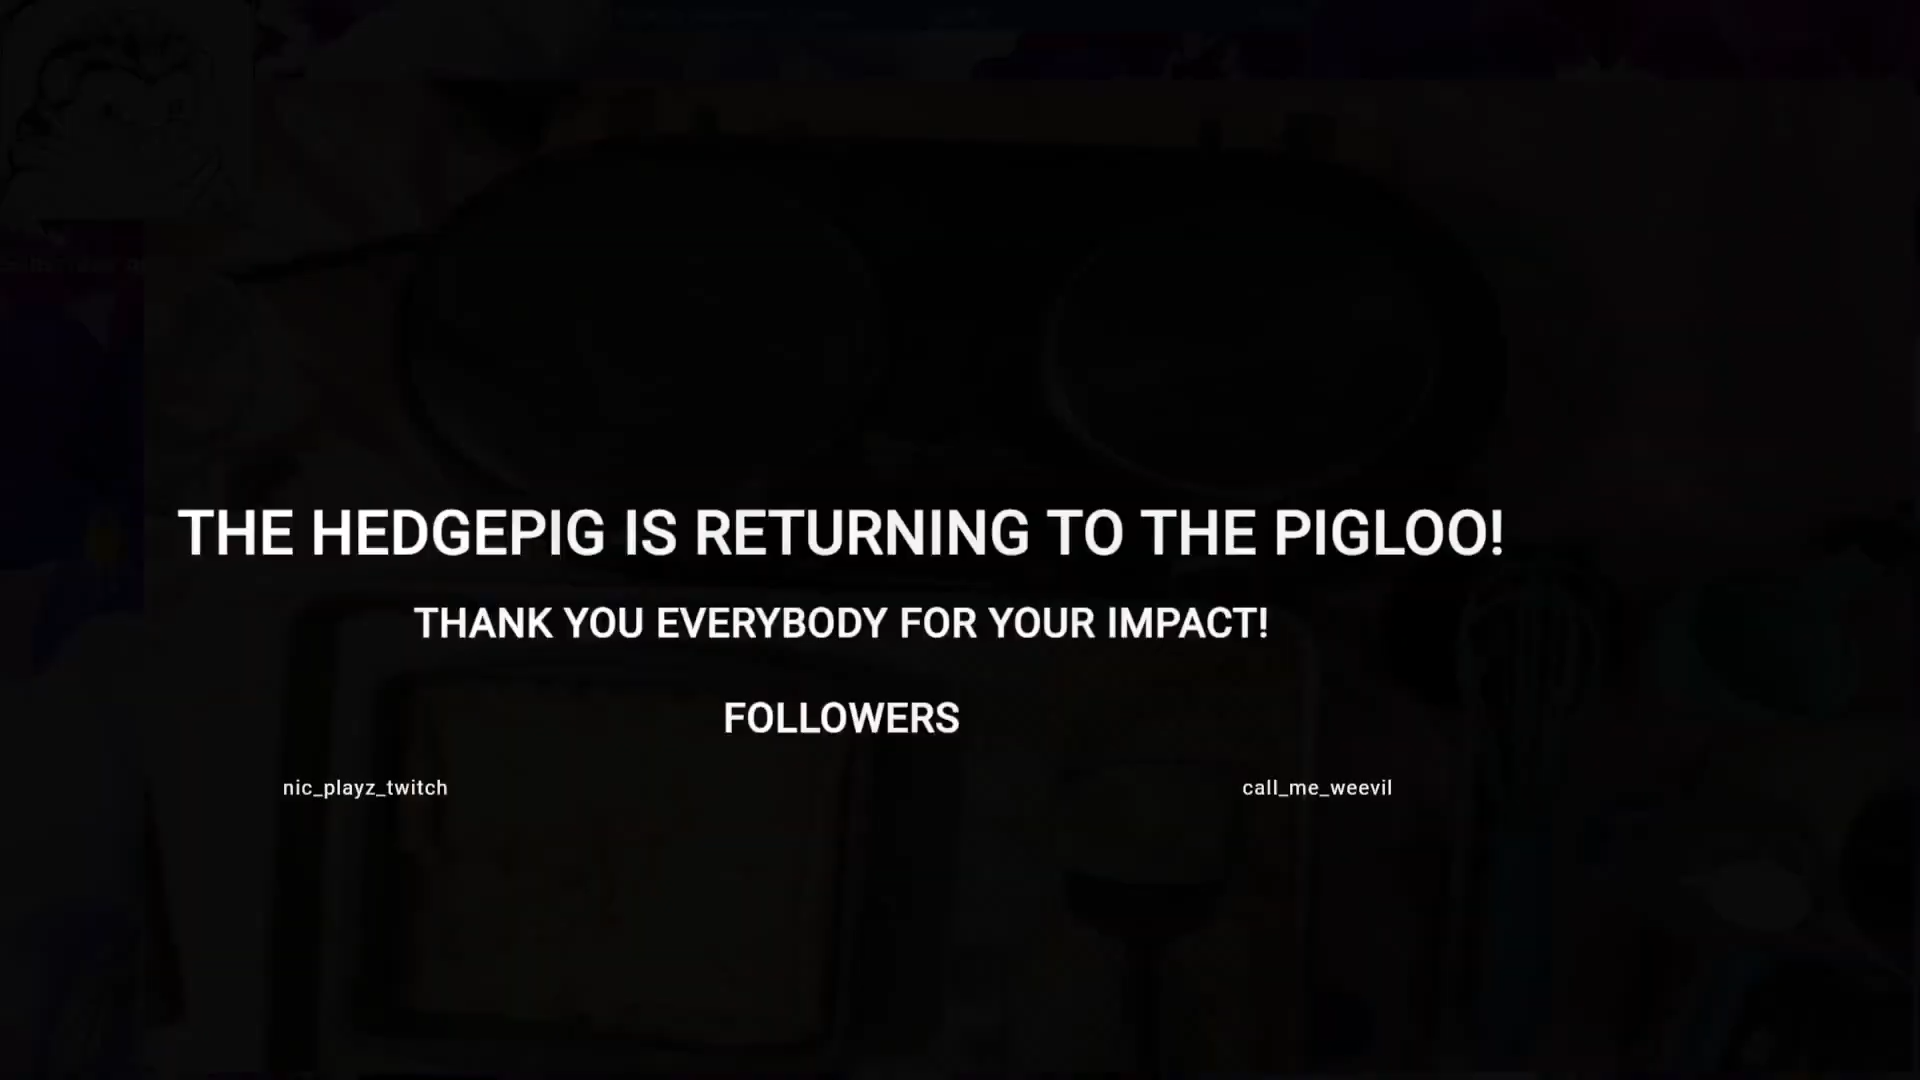 THE HEDGEPIG IS RETURNING TO THE PIGLOO!
THANK YOU EVERYBODY FOR YOUR IMPACT!
FOLLOWERS
nic_playz_twitch
call_me_weevil